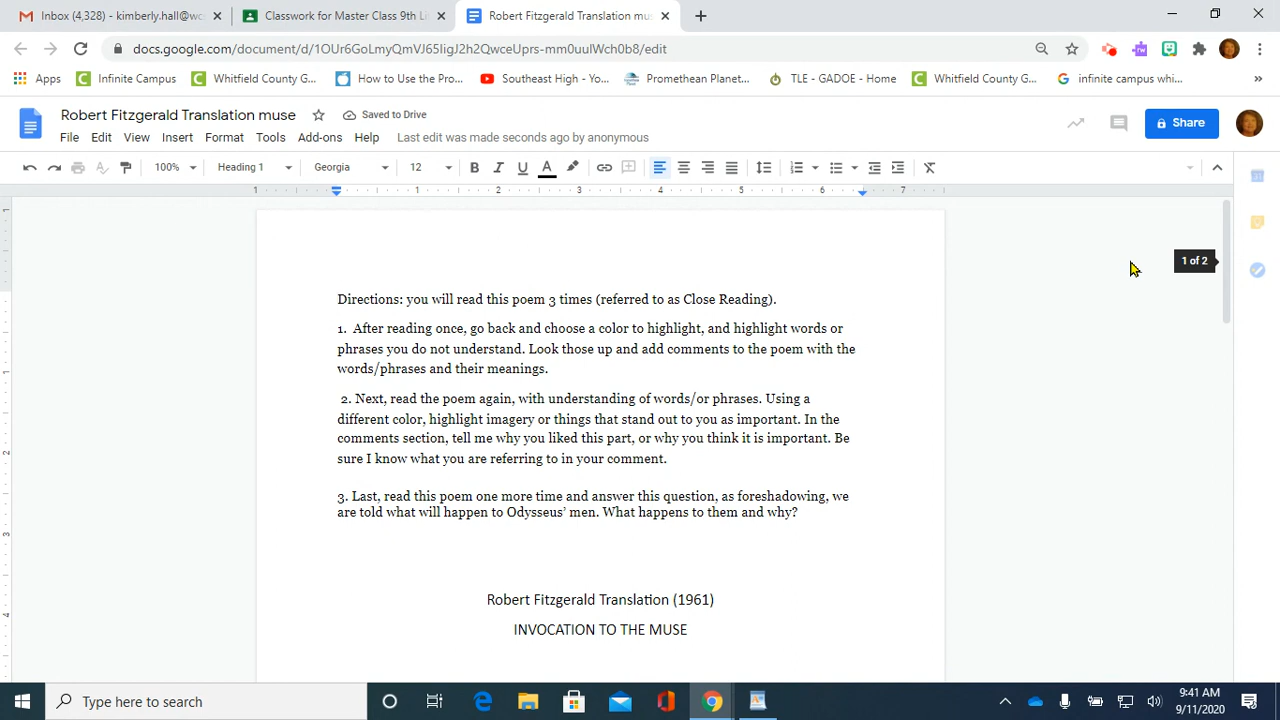 Inbox (4,328) - kimberly.hall@wo
Classwork for Master Class 9th Li
Robert Fitzgerald Translation mu
docs.google.com/document/d/1OUr6GoLmyQmVJ65IigJ2h2QwceUprs-mm0uulWch0b8/edit
Apps
Infinite Campus
Whitfield County G...
How to Use the Pro...
Southeast High - Yo...
Promethean Promet...
TLE - GADOE - Home
Whitfield County G...
infinite campus whi...
Robert Fitzgerald Translation muse
Saved to Drive
File Edit View Insert Format Tools Add-ons Help
Last edit was made seconds ago by anonymous
Share
100% Heading 1 Georgia 12
1 1 2 3 4 5 6 7
1 of 2
Directions: you will read this poem 3 times (referred to as Close Reading).
1. After reading once, go back and choose a color to highlight, and highlight words or
phrases you do not understand. Look those up and add comments to the poem with the
words/phrases and their meanings.
2. Next, read the poem again, with understanding of words/or phrases. Using a
different color, highlight imagery or things that stand out to you as important. In the
comments section, tell me why you liked this part, or why you think it is important. Be
sure I know what you are referring to in your comment.
3. Last, read this poem one more time and answer this question, as foreshadowing, we
are told what will happen to Odysseus’ men. What happens to them and why?
Robert Fitzgerald Translation (1961)
INVOCATION TO THE MUSE
Type here to search
9:41 AM
9/11/2020